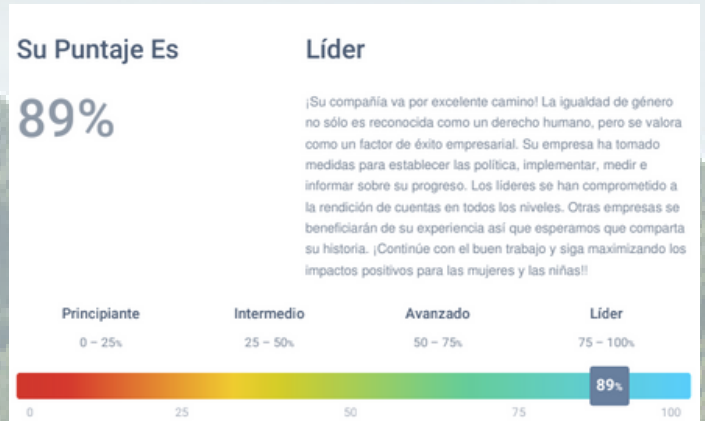 Su Puntaje Es
89%
Líder
¡Su compañía va por excelente camino! La igualdad de género
no sólo es reconocida como un derecho humano, pero se valora
como un factor de éxito empresarial. Su empresa ha tomado
medidas para establecer las política, implementar, medir e
informar sobre su progreso. Los líderes se han comprometido a
la rendición de cuentas en todos los niveles. Otras empresas se
beneficiarán de su experiencia así que esperamos que comparta
su historia. ¡Continúe con el buen trabajo y siga maximizando los
impactos positivos para las mujeres y las niñas!!
Principiante Intermedio Avanzado Líder
0 – 25% 25 – 50% 50 – 75% 75 – 100%
89%
0 25 50 75 100